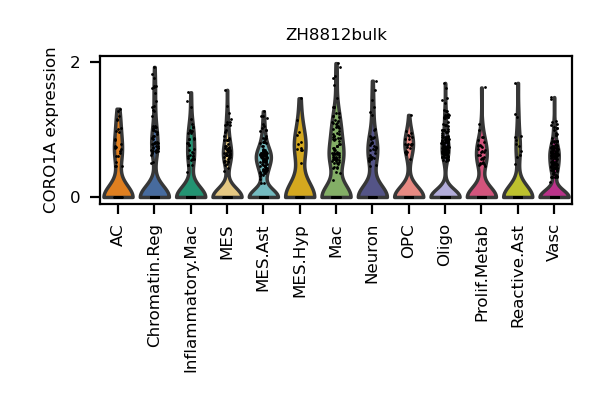 ZH8812bulk
CORO1A expression
2
0
AC
Chromatin.Reg
Inflammatory.Mac
MES
MES.Ast
MES.Hyp
Mac
Neuron
OPC
Oligo
Prolif.Metab
Reactive.Ast
Vasc